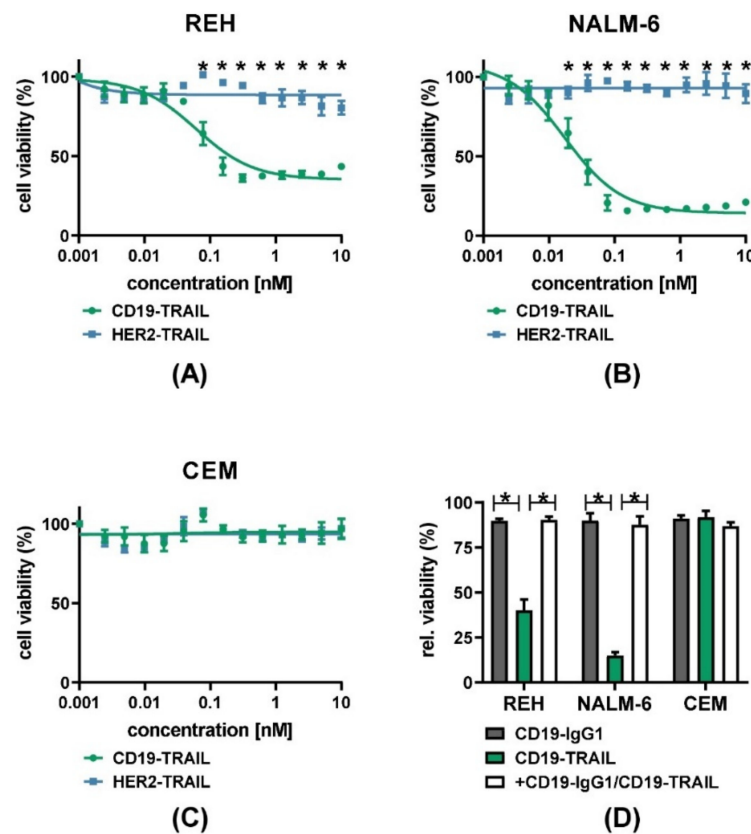 REH
* * * * * * * *
cell viability (%)
100
50
0
0.001 0.01 0.1 1 10
concentration [nM]
CD19-TRAIL
HER2-TRAIL
(A)
NALM-6
* * * * * * * * * *
cell viability (%)
100
50
0
0.001 0.01 0.1 1 10
concentration [nM]
CD19-TRAIL
HER2-TRAIL
(B)
CEM
cell viability (%)
100
50
0
0.001 0.01 0.1 1 10
concentration [nM]
CD19-TRAIL
HER2-TRAIL
(C)
* * * *
rel. viability (%)
100
75
50
25
0
REH NALM-6 CEM
CD19-IgG1
CD19-TRAIL
+CD19-IgG1/CD19-TRAIL
(D)